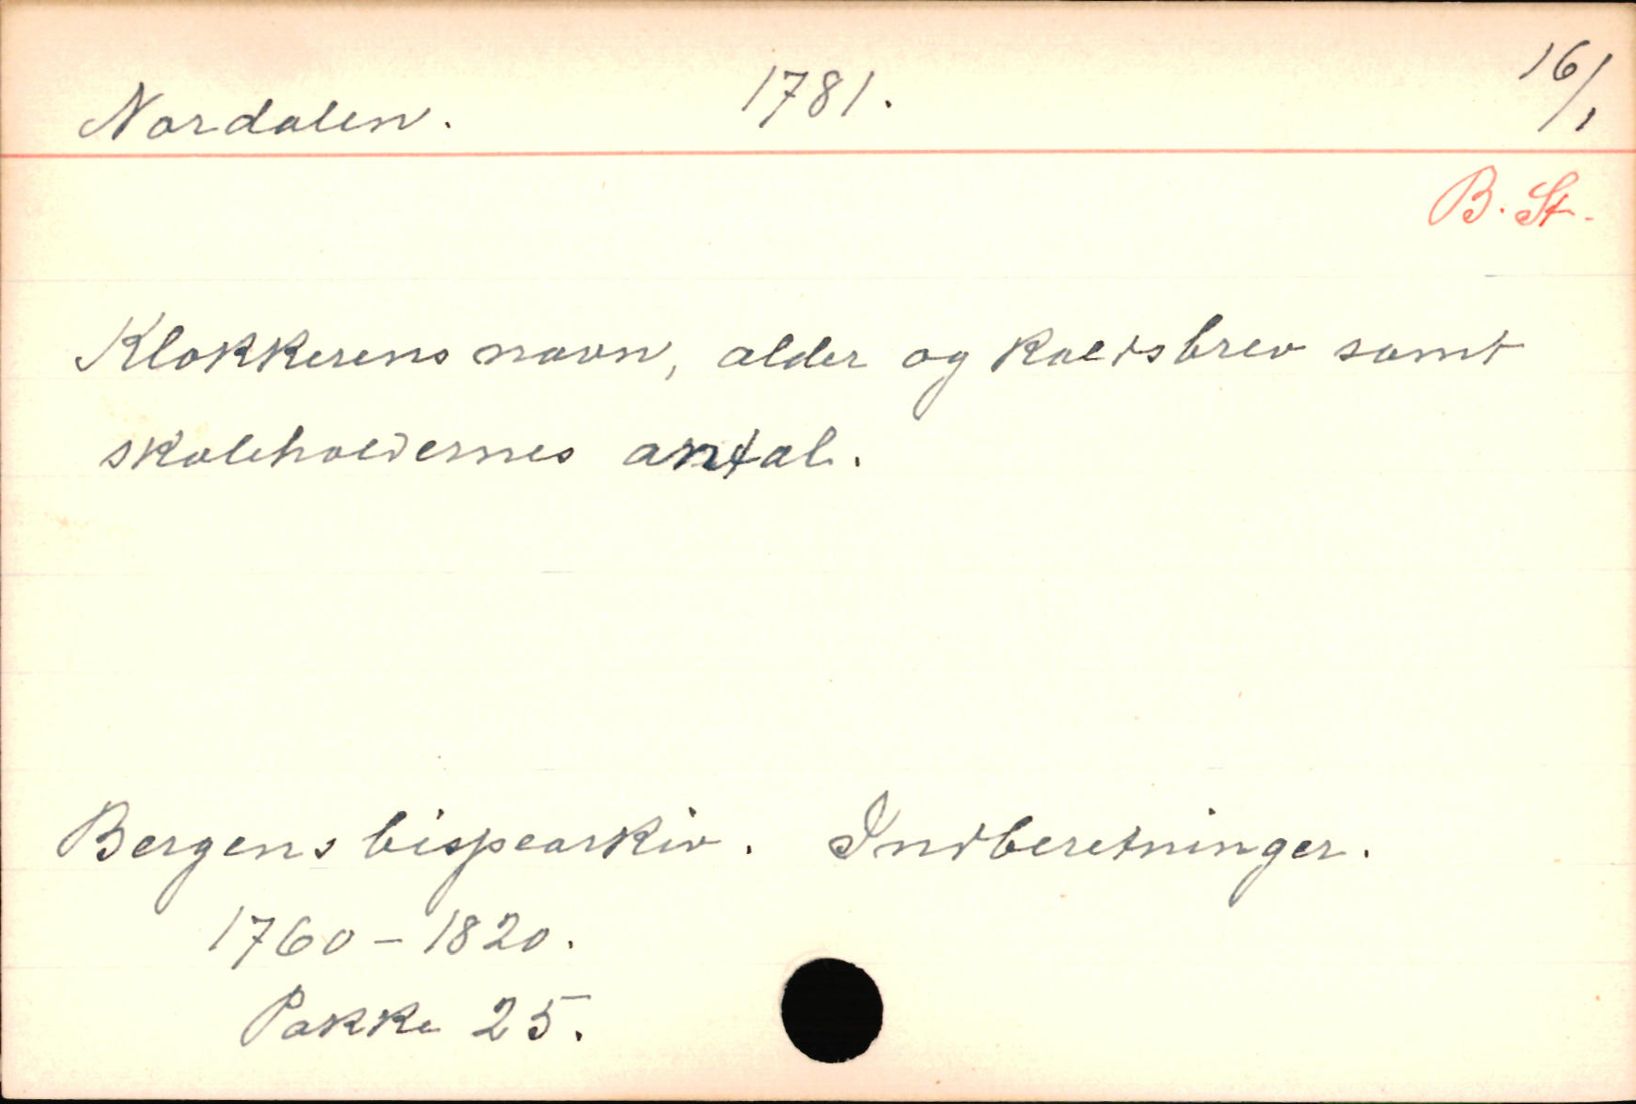 Nordalen. 1781. 16/1
B. St.
Klokkerens navn, alder og kaldsbrev samt
skoleholdernes antal.
Bergens bispearkiv. Indberetninger.
1760-1820.
Pakke 25.